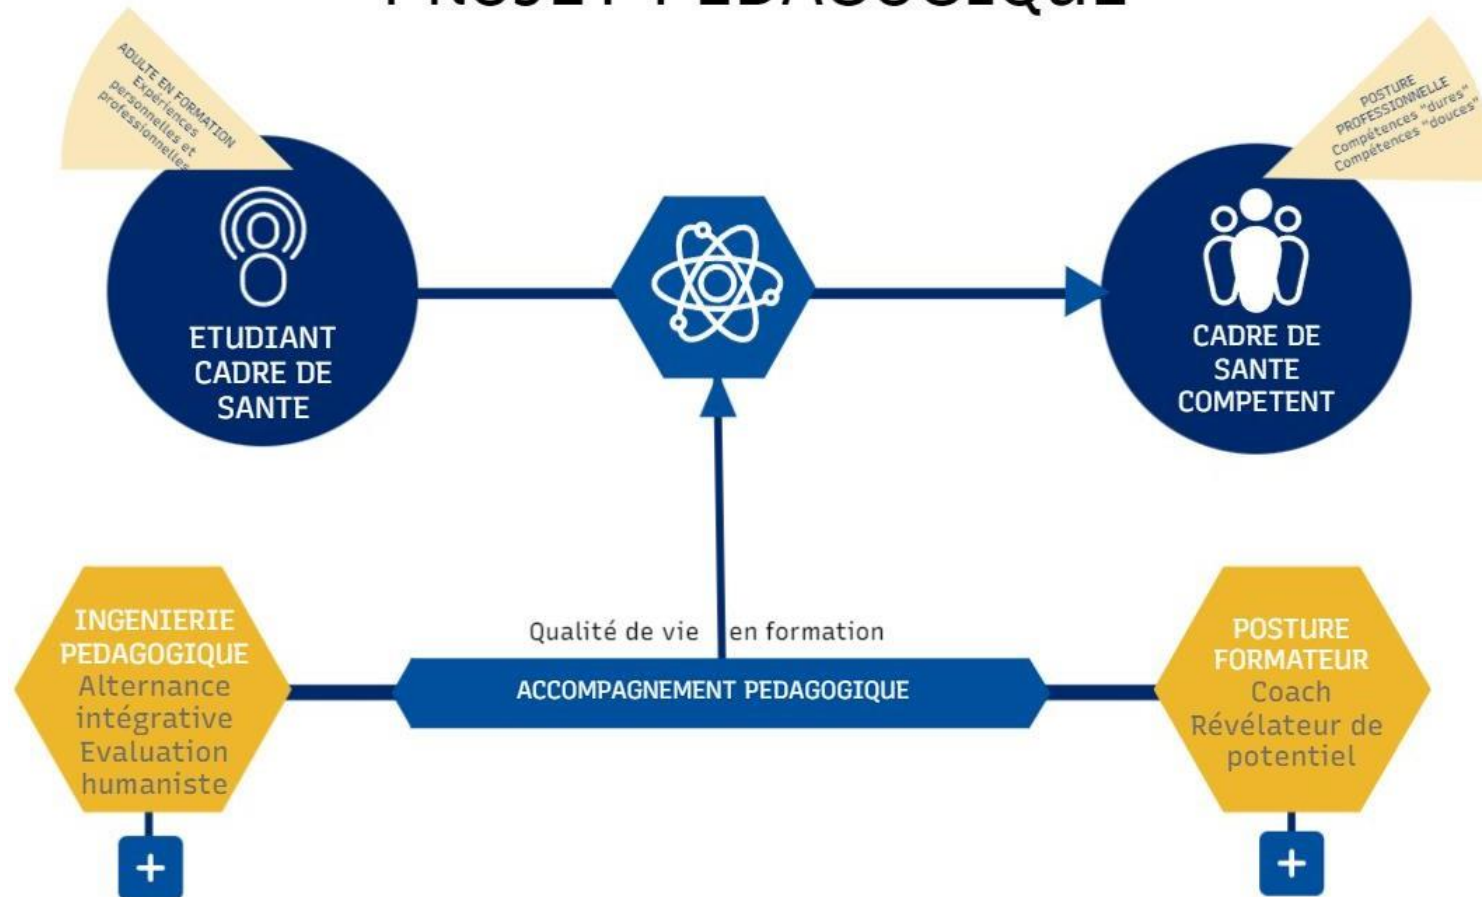 PROJET PEDAGOGIQUE
ADULTE EN FORMATION
Expériences
personnelles et
professionnelles
POSTURE
PROFESSIONNELLE
Compétences "dures"
Compétences "douces"
ETUDIANT
CADRE DE
SANTE
CADRE DE
SANTE
COMPETENT
INGENIERIE
PEDAGOGIQUE
Alternance
intégrative
Evaluation
humaniste
Qualité de vie en formation
ACCOMPAGNEMENT PEDAGOGIQUE
POSTURE
FORMATEUR
Coach
Révélateur de
potentiel
+
+